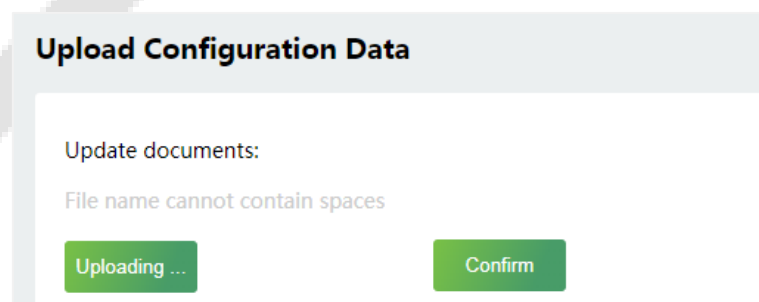 Upload Configuration Data
Update documents:
File name cannot contain spaces
Uploading ...
Confirm